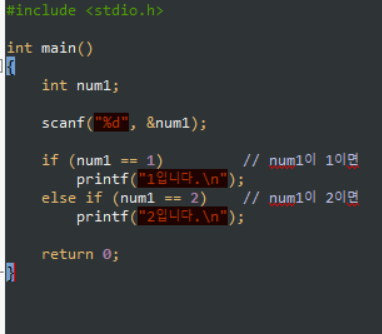 #include <stdio.h>
int main()
{
int num1;
scanf("%d", &num1);
if (num1 == 1) // num1이 1이면
printf("1입니다.\n");
else if (num1 == 2) // num1이 2이면
printf("2입니다.\n");
return 0;
}